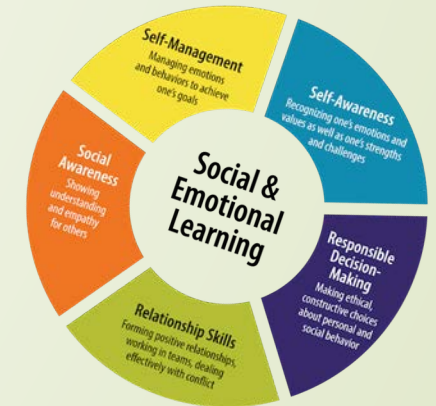 Self-Management
Managing emotions
and behaviors to achieve
one's goals
Self-Awareness
Recognizing one's emotions and
values as well as one's strengths
and challenges
Social
Awareness
Showing
understanding
and empathy
for others
Social &
Emotional
Learning
Responsible
Decision-
Making
Making ethical,
constructive choices
about personal and
social behavior
Relationship Skills
Forming positive relationships,
working in teams, dealing
effectively with conflict